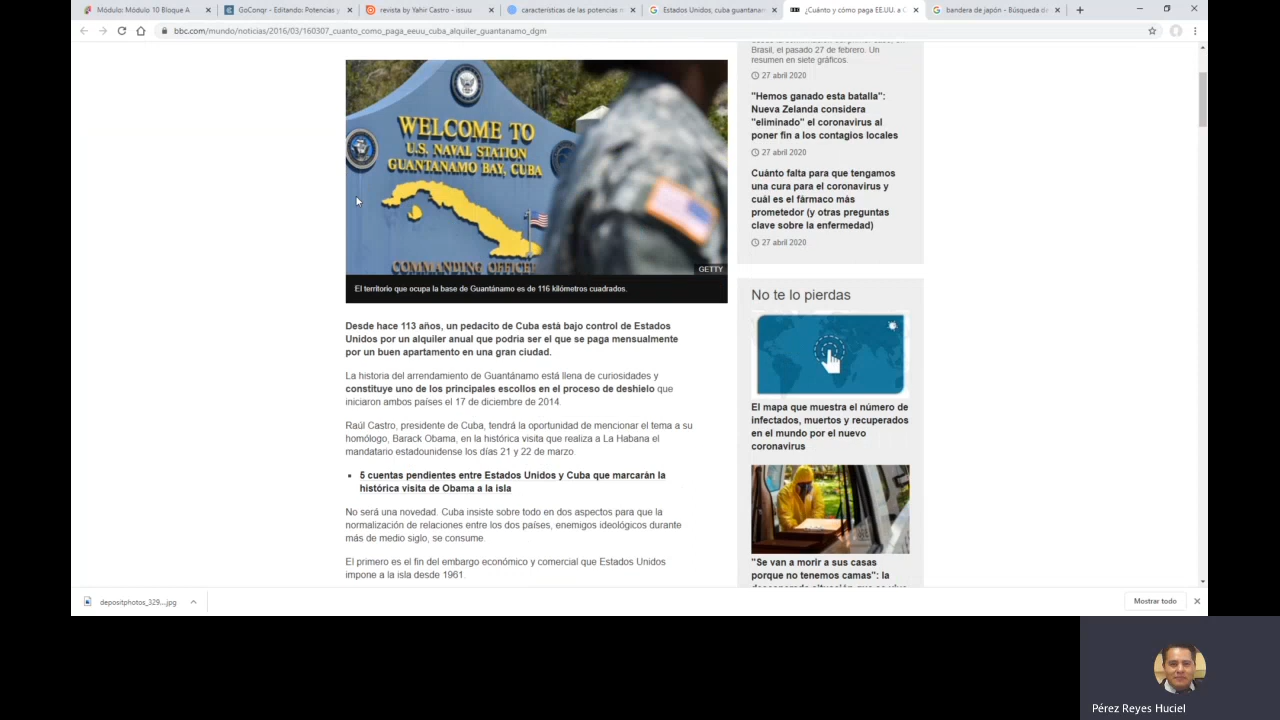 Módulo: Módulo 10 Bloque A
GoConqr - Editando: Potencias y
revista by Yahir Castro - issuu
características de las potencias m
Estados Unidos, cuba guantanam
¿Cuánto y cómo paga EE.UU. a C
bandera de japón - Búsqueda de
bbc.com/mundo/noticias/2016/03/160307_cuanto_como_paga_eeuu_cuba_alquiler_guantanamo_dgm
WELCOME TO
U.S. NAVAL STATION
GUANTANAMO BAY, CUBA
COMMANDING OFFICER
GETTY
El territorio que ocupa la base de Guantánamo es de 116 kilómetros cuadrados.
Desde hace 113 años, un pedacito de Cuba está bajo control de Estados
Unidos por un alquiler anual que podría ser el que se paga mensualmente
por un buen apartamento en una gran ciudad.
La historia del arrendamiento de Guantánamo está llena de curiosidades y
constituye uno de los principales escollos en el proceso de deshielo que
iniciaron ambos países el 17 de diciembre de 2014.
Raúl Castro, presidente de Cuba, tendrá la oportunidad de mencionar el tema a su
homólogo, Barack Obama, en la histórica visita que realiza a La Habana el
mandatario estadounidense los días 21 y 22 de marzo.
5 cuentas pendientes entre Estados Unidos y Cuba que marcarán la
histórica visita de Obama a la isla
No será una novedad. Cuba insiste sobre todo en dos aspectos para que la
normalización de relaciones entre los dos países, enemigos ideológicos durante
más de medio siglo, se consume.
El primero es el fin del embargo económico y comercial que Estados Unidos
impone a la isla desde 1961.
Brasil, el pasado 27 de febrero. Un
resumen en siete gráficos.
27 abril 2020
"Hemos ganado esta batalla":
Nueva Zelanda considera
"eliminado" el coronavirus al
poner fin a los contagios locales
27 abril 2020
Cuánto falta para que tengamos
una cura para el coronavirus y
cuál es el fármaco más
prometedor (y otras preguntas
clave sobre la enfermedad)
27 abril 2020
No te lo pierdas
El mapa que muestra el número de
infectados, muertos y recuperados
en el mundo por el nuevo
coronavirus
"Se van a morir a sus casas
porque no tenemos camas": la
depositphotos_329....jpg
Mostrar todo
Pérez Reyes Huciel